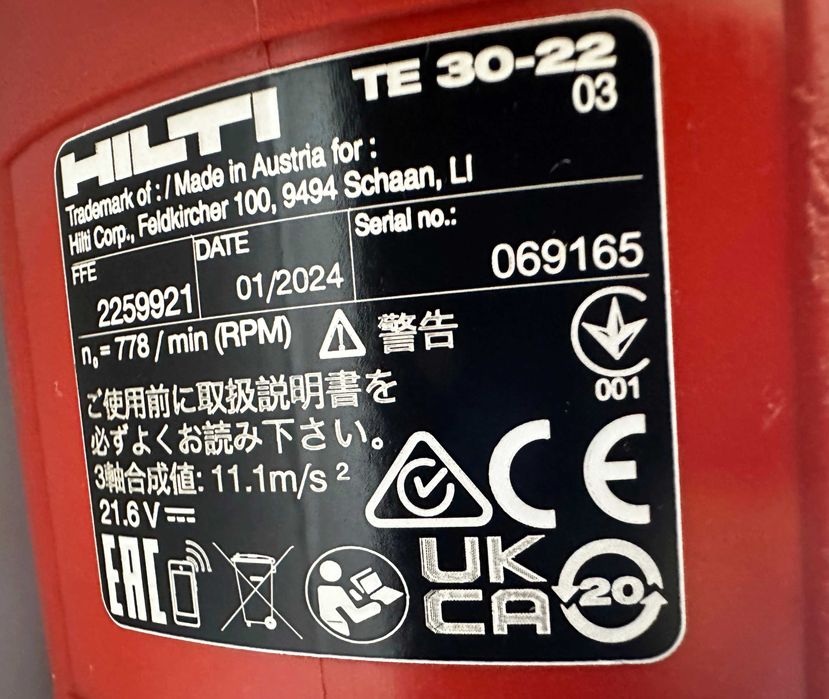 HILTI
TE 30-22
03
Trademark of : / Made in Austria for :
Hilti Corp., Feldkircher 100, 9494 Schaan, LI
FFE
2259921
DATE
01/2024
Serial no.:
069165
n₀ = 778 / min (RPM)
警告
001
ご使用前に取扱説明書を
必ずよくお読み下さい。
3軸合成値: 11.1m/s²
21.6 V
CE
EAC
UK
CA
20